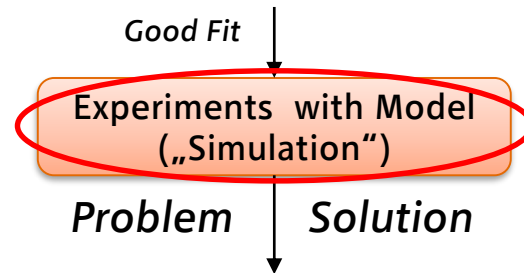 Good Fit
Experiments with Model
(„Simulation“)
Problem Solution